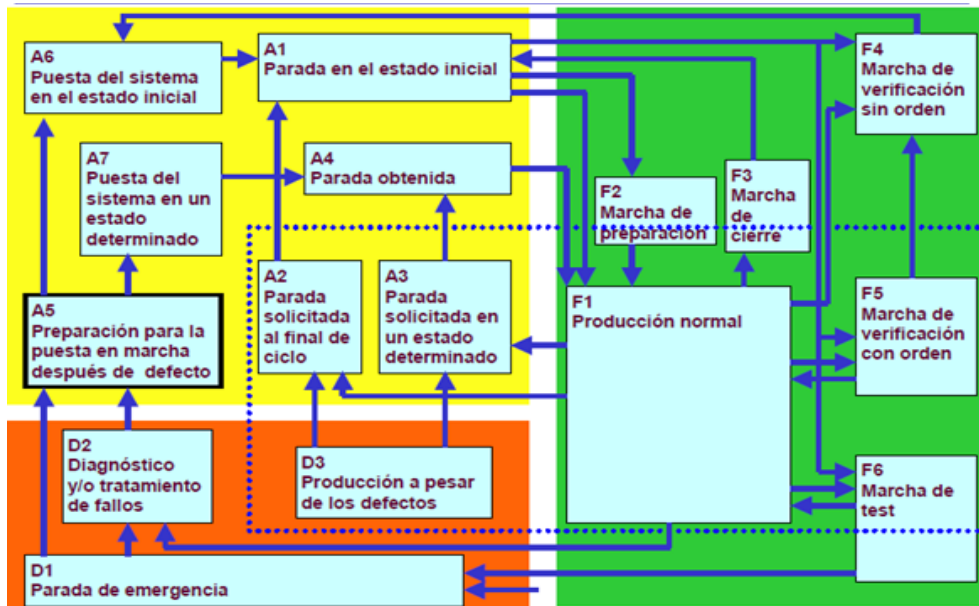 A6
Puesta del sistema
en el estado inicial
A1
Parada en el estado inicial
F4
Marcha de
verificación
sin orden
A7
Puesta del
sistema en un
estado
determinado
A4
Parada obtenida
F2
Marcha de
preparación
F3
Marcha
de
cierre
A5
Preparación para la
puesta en marcha
después de defecto
A2
Parada
solicitada
al final de
ciclo
A3
Parada
solicitada en
un estado
determinado
F1
Producción normal
F5
Marcha de
verificación
con orden
D2
Diagnóstico
y/o tratamiento
de fallos
D3
Producción a pesar
de los defectos
F6
Marcha de
test
D1
Parada de emergencia